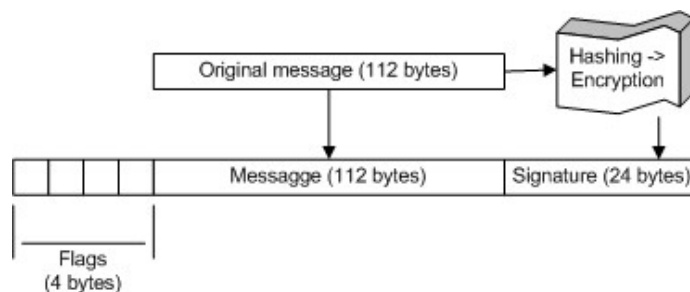 Original message (112 bytes)
Hashing ->
Encryption
Messagge (112 bytes)
Signature (24 bytes)
Flags
(4 bytes)